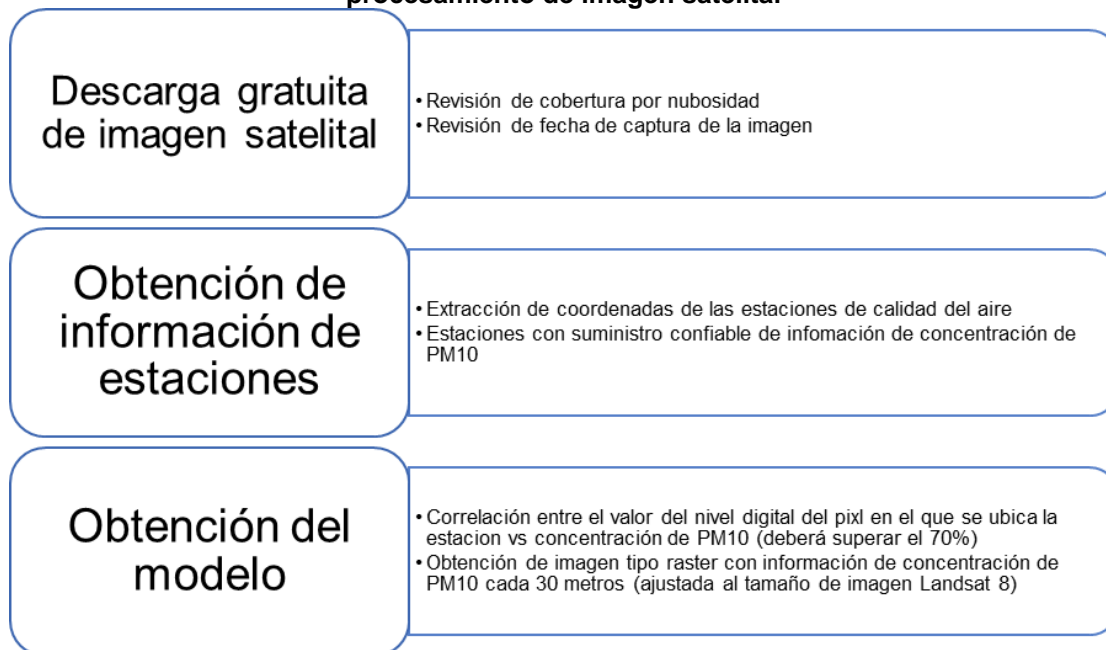 procesamiento de imagen satelital
Descarga gratuita
de imagen satelital
• Revisión de cobertura por nubosidad
• Revisión de fecha de captura de la imagen
Obtención de
información de
estaciones
• Extracción de coordenadas de las estaciones de calidad del aire
• Estaciones con suministro confiable de infomación de concentración de
PM10
Obtención del
modelo
• Correlación entre el valor del nivel digital del pixl en el que se ubica la
estacion vs concentración de PM10 (deberá superar el 70%)
• Obtención de imagen tipo raster con información de concentración de
PM10 cada 30 metros (ajustada al tamaño de imagen Landsat 8)